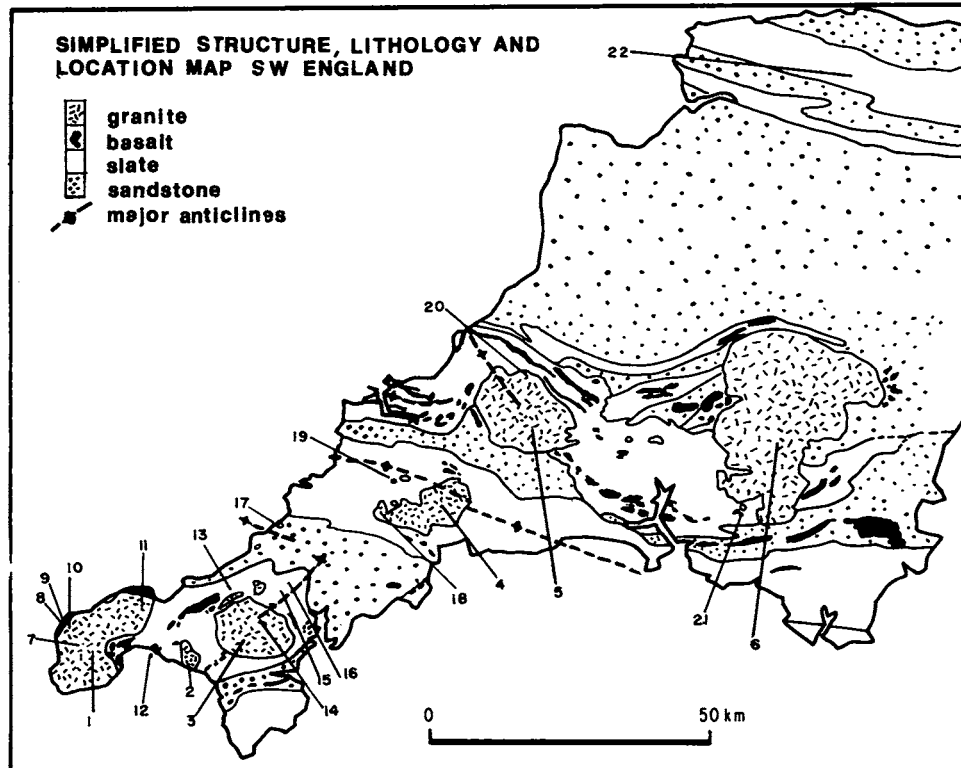 SIMPLIFIED STRUCTURE, LITHOLOGY AND
LOCATION MAP SW ENGLAND
granite
basalt
slate
sandstone
major anticlines
22
20
19
17
13
11
10
9
8
7
1
12
2
3
14
15
16
18
4
5
21
6
0 50 km